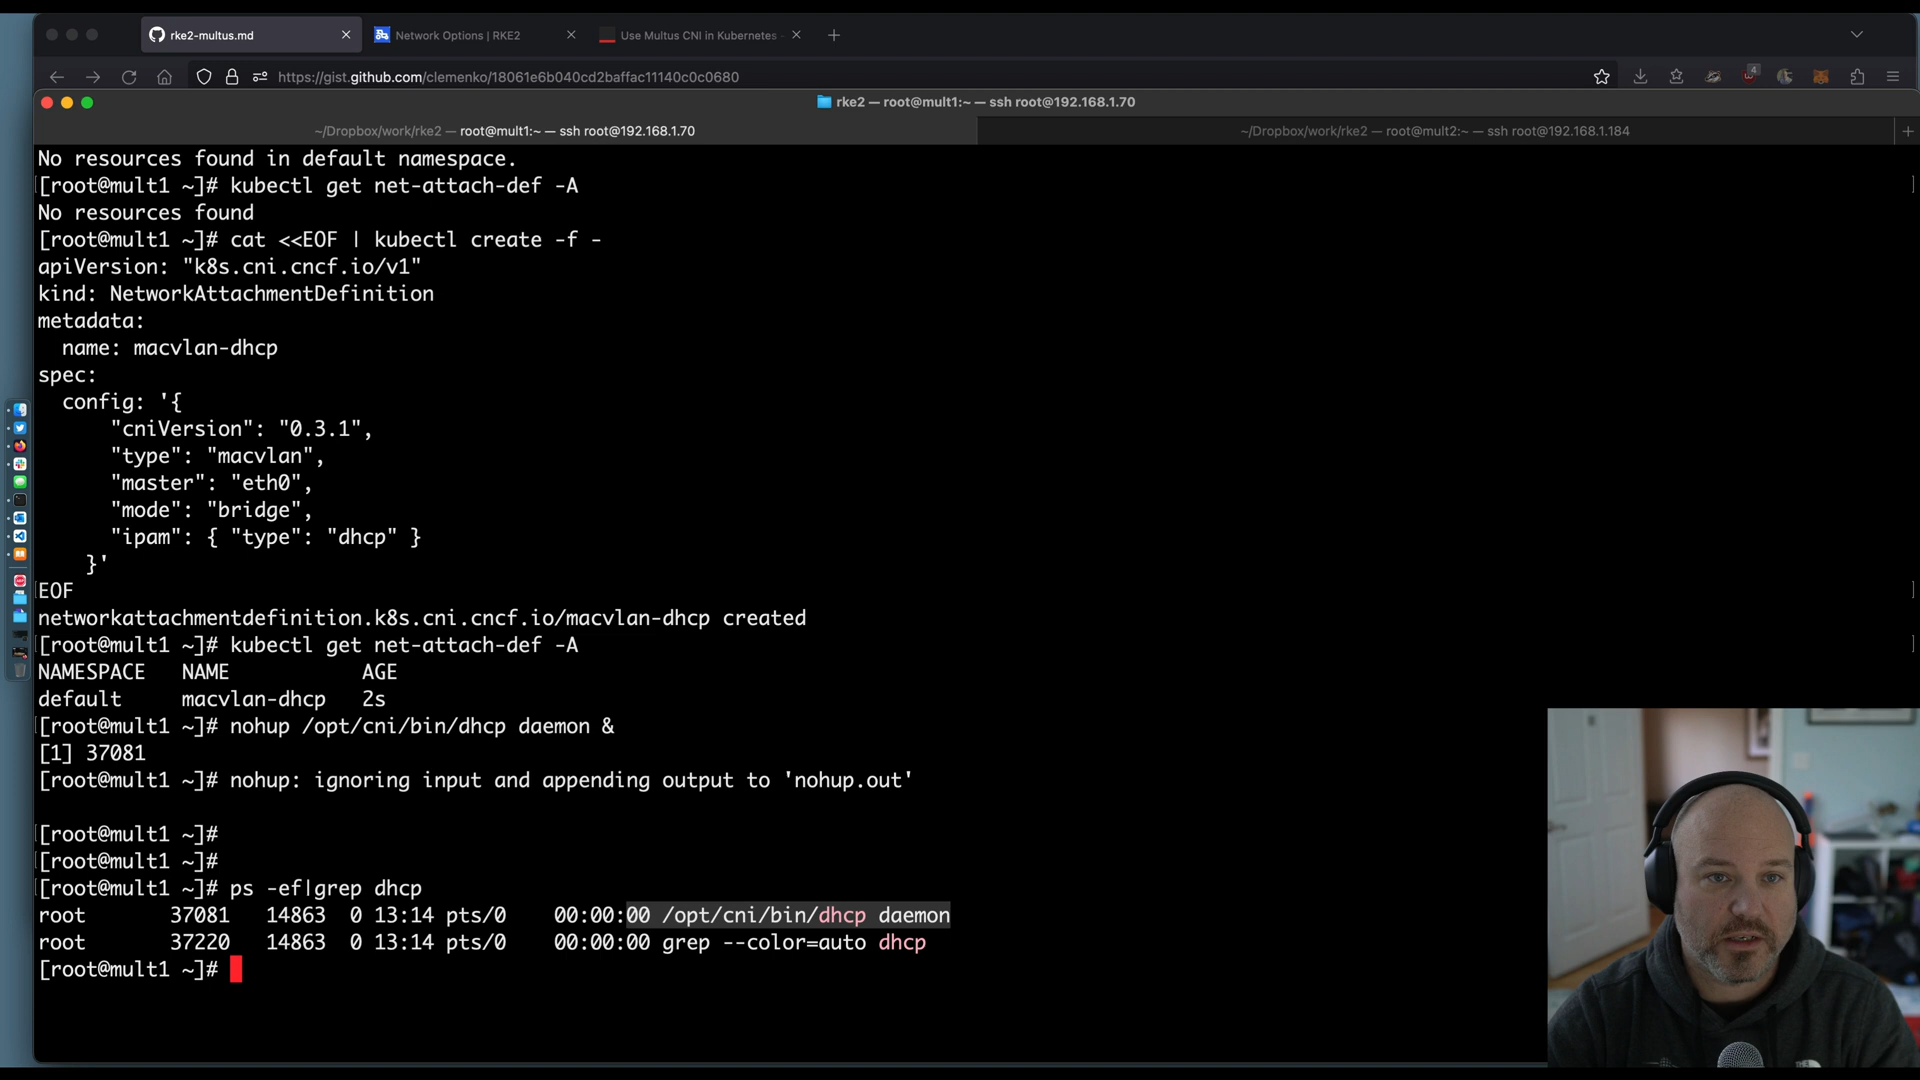 rke2-multus.md
Network Options | RKE2
Use Multus CNI in Kubernetes
https://gist.github.com/clemenko/18061e6b040cd2baffac11140c0c0680
4
rke2 — root@mult1:~ — ssh root@192.168.1.70
~/Dropbox/work/rke2 — root@mult1:~ — ssh root@192.168.1.70
~/Dropbox/work/rke2 — root@mult2:~ — ssh root@192.168.1.184
No resources found in default namespace.
[root@mult1 ~]# kubectl get net-attach-def -A
No resources found
[root@mult1 ~]# cat <<EOF | kubectl create -f -
apiVersion: "k8s.cni.cncf.io/v1"
kind: NetworkAttachmentDefinition
metadata:
name: macvlan-dhcp
spec:
config: '{
"cniVersion": "0.3.1",
"type": "macvlan",
"master": "eth0",
"mode": "bridge",
"ipam": { "type": "dhcp" }
}'
EOF
networkattachmentdefinition.k8s.cni.cncf.io/macvlan-dhcp created
[root@mult1 ~]# kubectl get net-attach-def -A
NAMESPACE NAME AGE
default macvlan-dhcp 2s
[root@mult1 ~]# nohup /opt/cni/bin/dhcp daemon &
[1] 37081
[root@mult1 ~]# nohup: ignoring input and appending output to 'nohup.out'
[root@mult1 ~]#
[root@mult1 ~]#
[root@mult1 ~]# ps -ef|grep dhcp
root 37081 14863 0 13:14 pts/0 00:00:00 /opt/cni/bin/dhcp daemon
root 37220 14863 0 13:14 pts/0 00:00:00 grep --color=auto dhcp
[root@mult1 ~]#